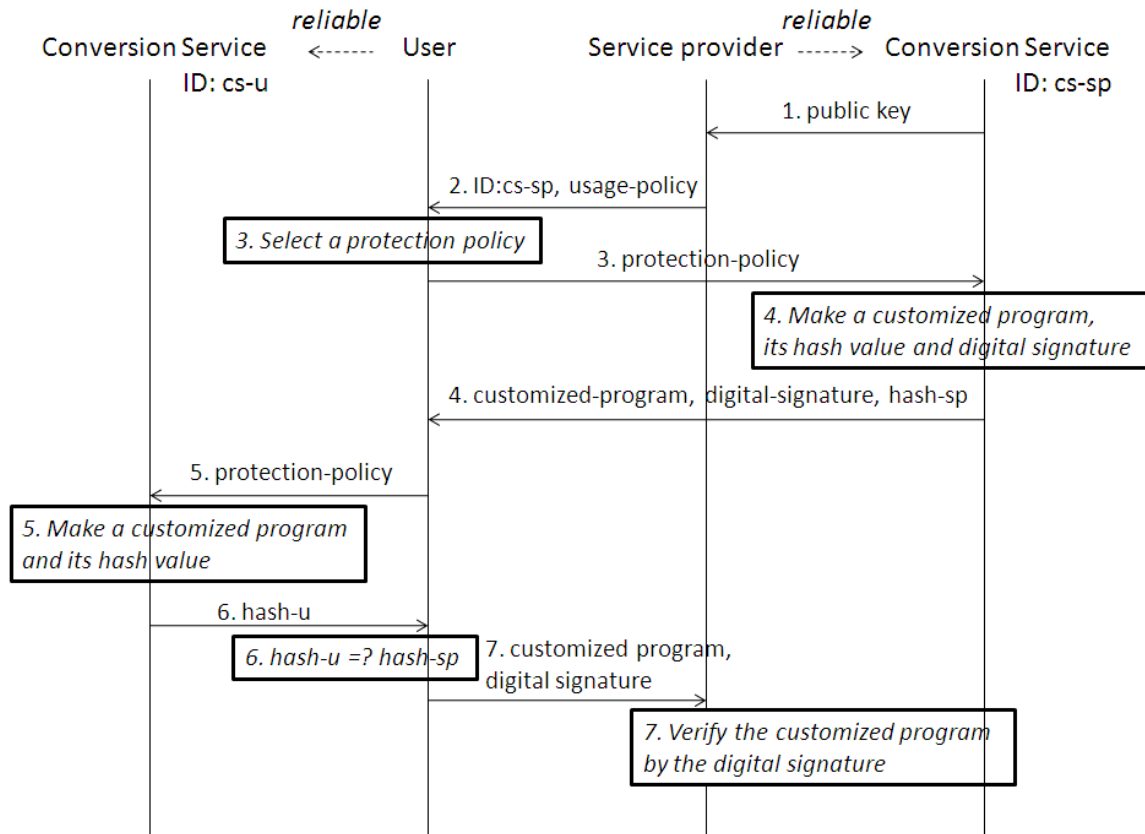 reliable
reliable
Conversion Service
User
Service provider
Conversion Service
ID: cs-u
ID: cs-sp
1. public key
2. ID:cs-sp, usage-policy
3. Select a protection policy
3. protection-policy
4. Make a customized program,
its hash value and digital signature
4. customized-program, digital-signature, hash-sp
5. protection-policy
5. Make a customized program
and its hash value
6. hash-u
6. hash-u =? hash-sp
7. customized program,
digital signature
7. Verify the customized program
by the digital signature